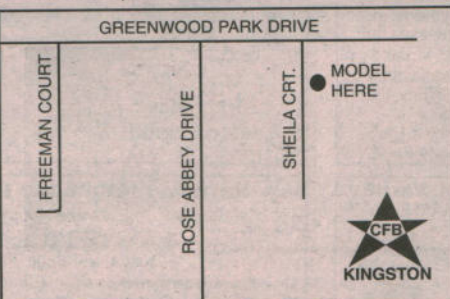 GREENWOOD PARK DRIVE
FREEMAN COURT
ROSE ABBEY DRIVE
SHEILA CRT.
MODEL
HERE
CFB
KINGSTON